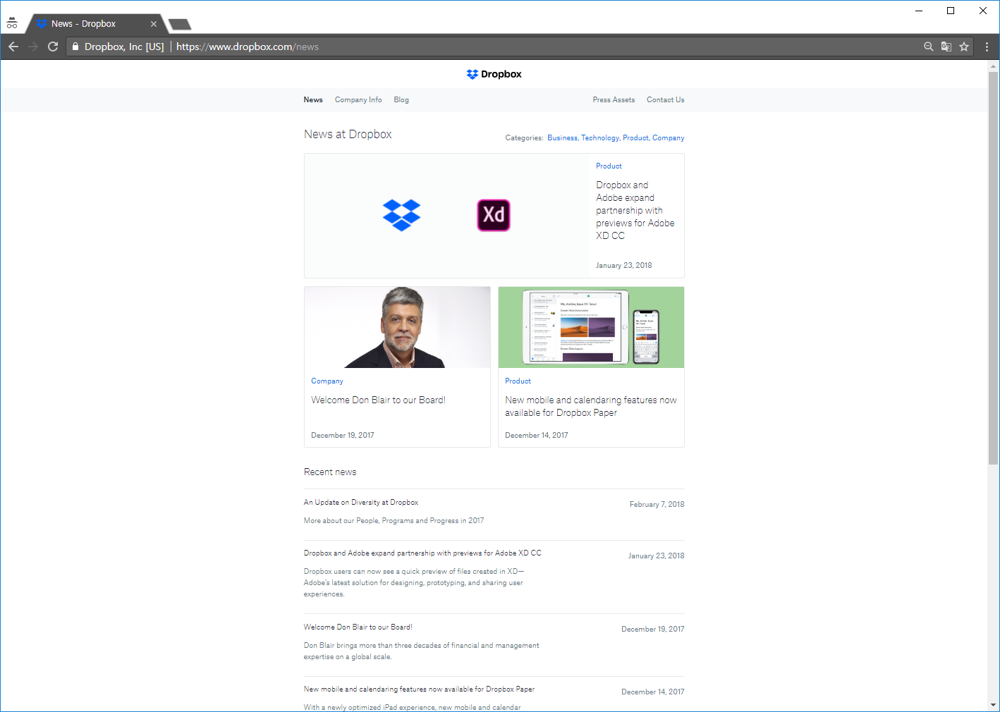 News - Dropbox
Dropbox, Inc [US] | https://www.dropbox.com/news
Dropbox
News Company Info Blog Press Assets Contact Us
News at Dropbox
Categories: Business, Technology, Product, Company
Xd
Product
Dropbox and
Adobe expand
partnership with
previews for Adobe
XD CC
January 23, 2018
Company
Welcome Don Blair to our Board!
December 19, 2017
Product
New mobile and calendaring features now
available for Dropbox Paper
December 14, 2017
Recent news
An Update on Diversity at Dropbox
February 7, 2018
More about our People, Programs and Progress in 2017
Dropbox and Adobe expand partnership with previews for Adobe XD CC
January 23, 2018
Dropbox users can now see a quick preview of files created in XD—
Adobe's latest solution for designing, prototyping, and sharing user
experiences.
Welcome Don Blair to our Board!
December 19, 2017
Don Blair brings more than three decades of financial and management
expertise on a global scale.
New mobile and calendaring features now available for Dropbox Paper
December 14, 2017
With a newly optimized iPad experience, new mobile and calendar